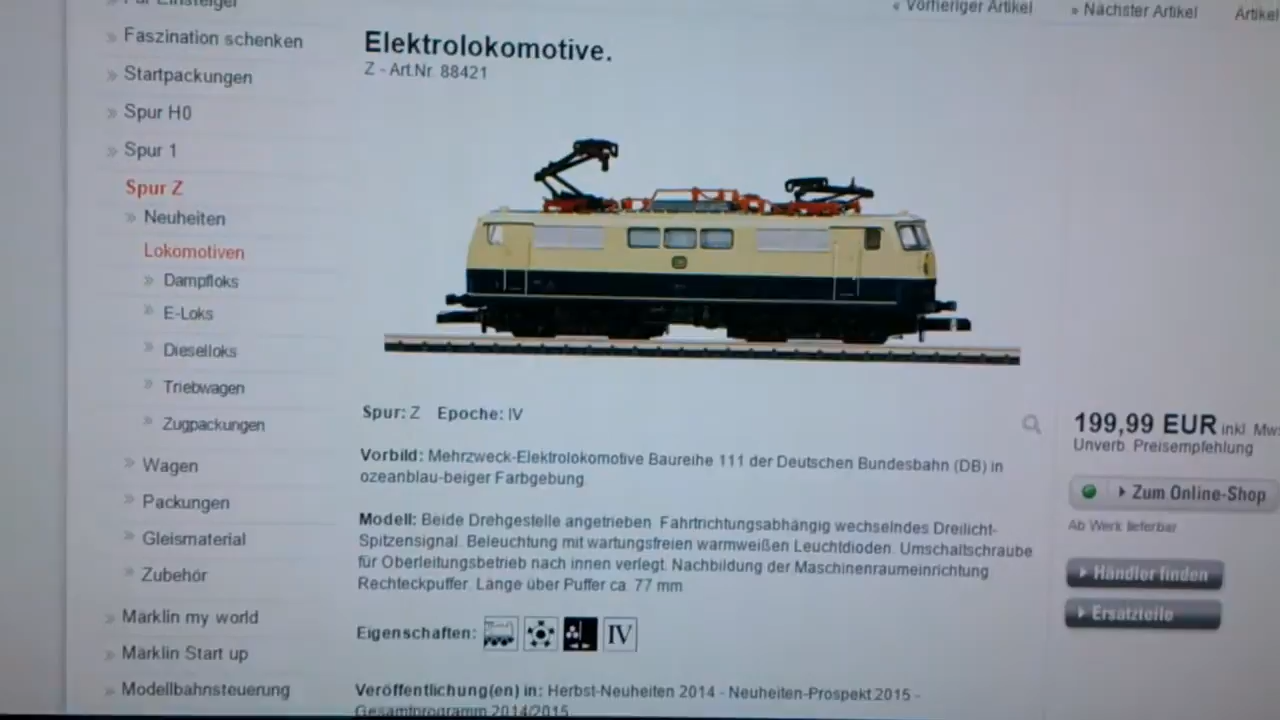 Für Einsteiger
« Vorheriger Artikel
» Nächster Artikel
» Faszination schenken
Elektrolokomotive.
Z - Art.Nr. 88421
» Startpackungen
» Spur H0
» Spur 1
Spur Z
» Neuheiten
Lokomotiven
» Dampfloks
» E-Loks
» Dieselloks
» Triebwagen
» Zugpackungen
» Wagen
» Packungen
» Gleismaterial
» Zubehör
» Märklin my world
» Märklin Start up
» Modellbahnsteuerung
Spur: Z Epoche: IV
Vorbild: Mehrzweck-Elektrolokomotive Baureihe 111 der Deutschen Bundesbahn (DB) in
ozeanblau-beiger Farbgebung.
Modell: Beide Drehgestelle angetrieben. Fahrtrichtungsabhängig wechselndes Dreilicht-
Spitzensignal. Beleuchtung mit wartungsfreien warmweißen Leuchtdioden. Umschaltschraube
für Oberleitungsbetrieb nach innen verlegt. Nachbildung der Maschinenraumeinrichtung.
Rechteckpuffer. Länge über Puffer ca. 77 mm.
Eigenschaften: IV
Veröffentlichung(en) in: Herbst-Neuheiten 2014 - Neuheiten-Prospekt 2015 -
Gesamtprogramm 2014/2015
199,99 EUR inkl. Mw
Unverb. Preisempfehlung
Zum Online-Shop
Ab Werk lieferbar
Händler finden
Ersatzteile